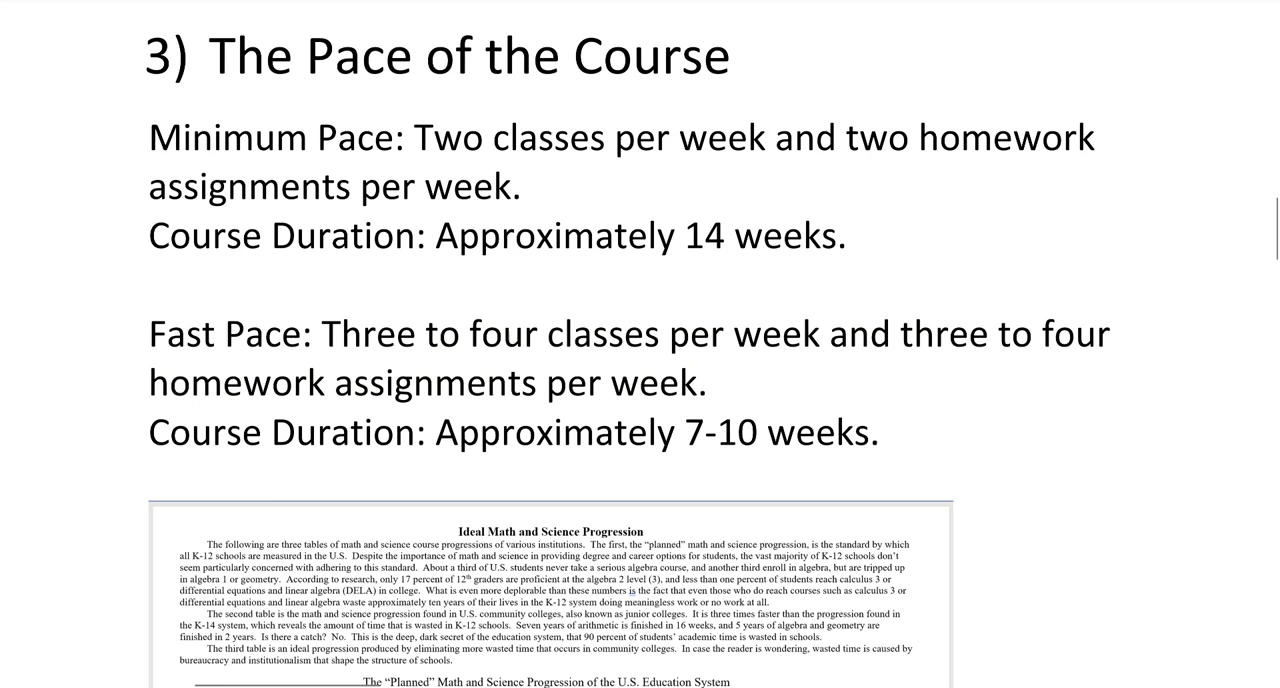 3) The Pace of the Course
Minimum Pace: Two classes per week and two homework
assignments per week.
Course Duration: Approximately 14 weeks.
Fast Pace: Three to four classes per week and three to four
homework assignments per week.
Course Duration: Approximately 7-10 weeks.
Ideal Math and Science Progression
The following are three tables of math and science course progressions of various institutions. The first, the “planned” math and science progression, is the standard by which
all K-12 schools are measured in the U.S. Despite the importance of math and science in providing degree and career options for students, the vast majority of K-12 schools don’t
seem particularly concerned with adhering to this standard. About a third of U.S. students never take a serious algebra course, and another third enroll in algebra, but are tripped up
in algebra 1 or geometry. According to research, only 17 percent of 12th graders are proficient at the algebra 2 level (3), and less than one percent of students reach calculus 3 or
differential equations and linear algebra (DELA) in college. What is even more deplorable than these numbers is the fact that even those who do reach courses such as calculus 3 or
differential equations and linear algebra waste approximately ten years of their lives in the K-12 system doing meaningless work or no work at all.
The second table is the math and science progression found in U.S. community colleges, also known as junior colleges. It is three times faster than the progression found in
the K-14 system, which reveals the amount of time that is wasted in K-12 schools. Seven years of arithmetic is finished in 16 weeks, and 5 years of algebra and geometry are
finished in 2 years. Is there a catch? No. This is the deep, dark secret of the education system, that 90 percent of students’ academic time is wasted in schools.
The third table is an ideal progression produced by eliminating more wasted time that occurs in community colleges. In case the reader is wondering, wasted time is caused by
bureaucracy and institutionalism that shape the structure of schools.
The “Planned” Math and Science Progression of the U.S. Education System